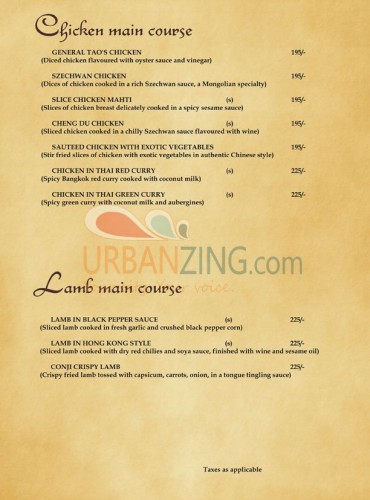 Chicken main course
GENERAL TAO'S CHICKEN 195/-
(Diced chicken flavoured with oyster sauce and vinegar)
SZECHWAN CHICKEN 195/-
(Dices of chicken cooked in a rich Szechwan sauce, a Mongolian specialty)
SLICE CHICKEN MAHTI (s) 195/-
(Slices of chicken breast delicately cooked in a spicy sesame sauce)
CHENG DU CHICKEN (s) 195/-
(Sliced chicken cooked in a chilly Szechwan sauce flavoured with wine)
SAUTEED CHICKEN WITH EXOTIC VEGETABLES 195/-
(Stir fried slices of chicken with exotic vegetables in authentic Chinese style)
CHICKEN IN THAI RED CURRY (s) 225/-
(Spicy Bangkok red curry cooked with coconut milk)
CHICKEN IN THAI GREEN CURRY (s) 225/-
(Spicy green curry with coconut milk and aubergines)
URBANZING.com
your voice.
Lamb main course
LAMB IN BLACK PEPPER SAUCE (s) 225/-
(Sliced lamb cooked in fresh garlic and crushed black pepper corn)
LAMB IN HONG KONG STYLE (s) 225/-
(Sliced lamb cooked with dry red chilies and soya sauce, finished with wine and sesame oil)
CONJI CRISPY LAMB 225/-
(Crispy fried lamb tossed with capsicum, carrots, onion, in a tongue tingling sauce)
Taxes as applicable